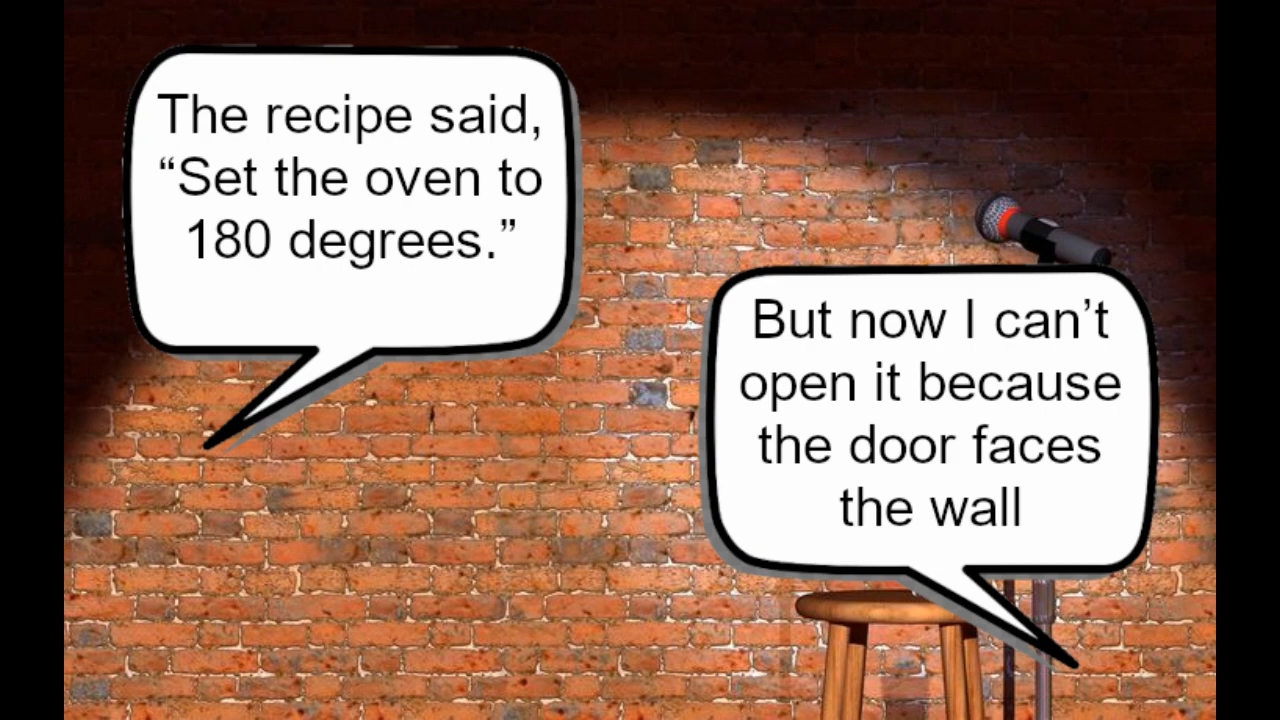 The recipe said,
“Set the oven to
180 degrees.”
But now I can’t
open it because
the door faces
the wall